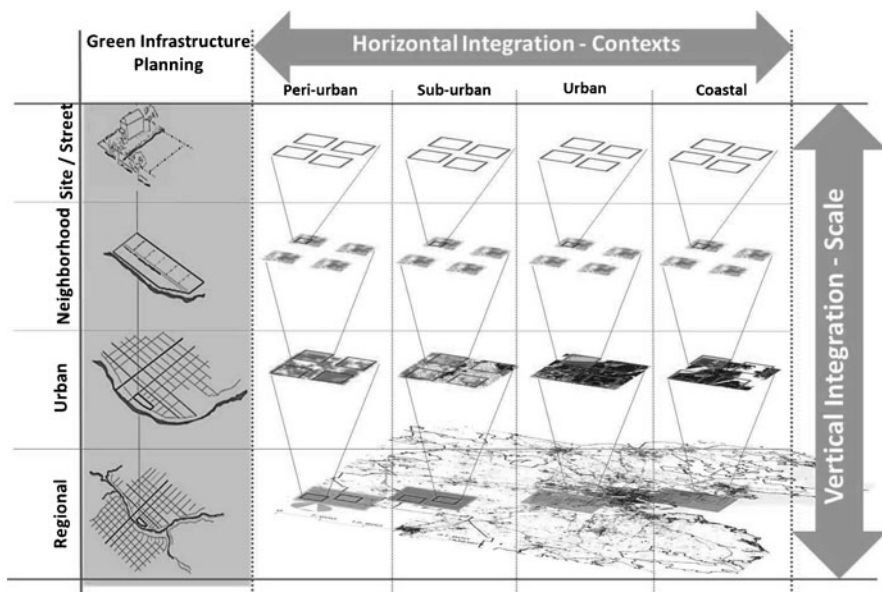 Green Infrastructure
Planning
Horizontal Integration - Contexts
Peri-urban
Sub-urban
Urban
Coastal
Site / Street
Neighborhood
Urban
Regional
Vertical Integration - Scale